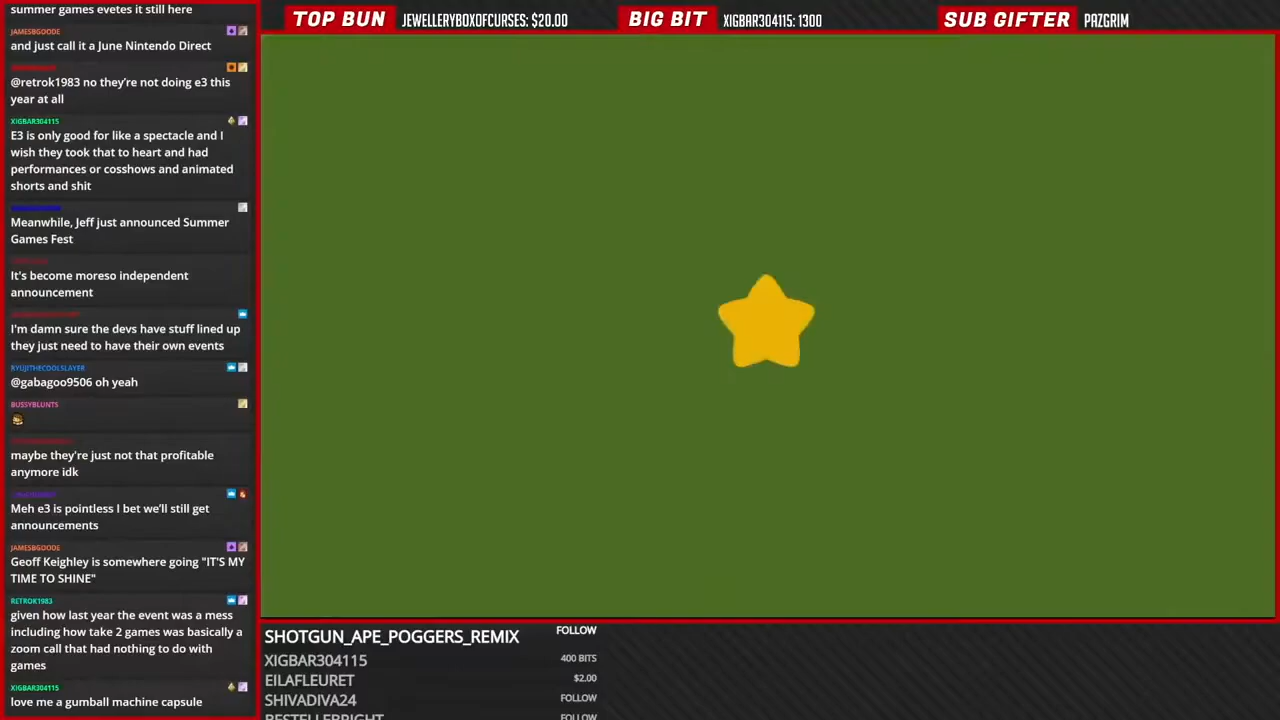 TOP BUN JEWELLERYBOXOFCURSES: $20.00 BIG BIT XIGBAR304115: 1300 SUB GIFTER PAZGRIM
summer games evetes it still here
JAMESBGOODE
and just call it a June Nintendo Direct
@retrok1983 no they're not doing e3 this
year at all
XIGBAR304115
E3 is only good for like a spectacle and I
wish they took that to heart and had
performances or cosshows and animated
shorts and shit
Meanwhile, Jeff just announced Summer
Games Fest
It's become moreso independent
announcement
I'm damn sure the devs have stuff lined up
they just need to have their own events
RYUJITHECOOLSLAYER
@gabagoo9506 oh yeah
BUSSYBLUNTS
maybe they're just not that profitable
anymore idk
Meh e3 is pointless I bet we'll still get
announcements
JAMESBGOODE
Geoff Keighley is somewhere going "IT'S MY
TIME TO SHINE"
RETROK1983
given how last year the event was a mess
including how take 2 games was basically a
zoom call that had nothing to do with
games
XIGBAR304115
love me a gumball machine capsule
SHOTGUN_APE_POGGERS_REMIX FOLLOW
XIGBAR304115 400 BITS
EILAFLEURET $2.00
SHIVADIVA24 FOLLOW
BESTELLEBRIGHT FOLLOW